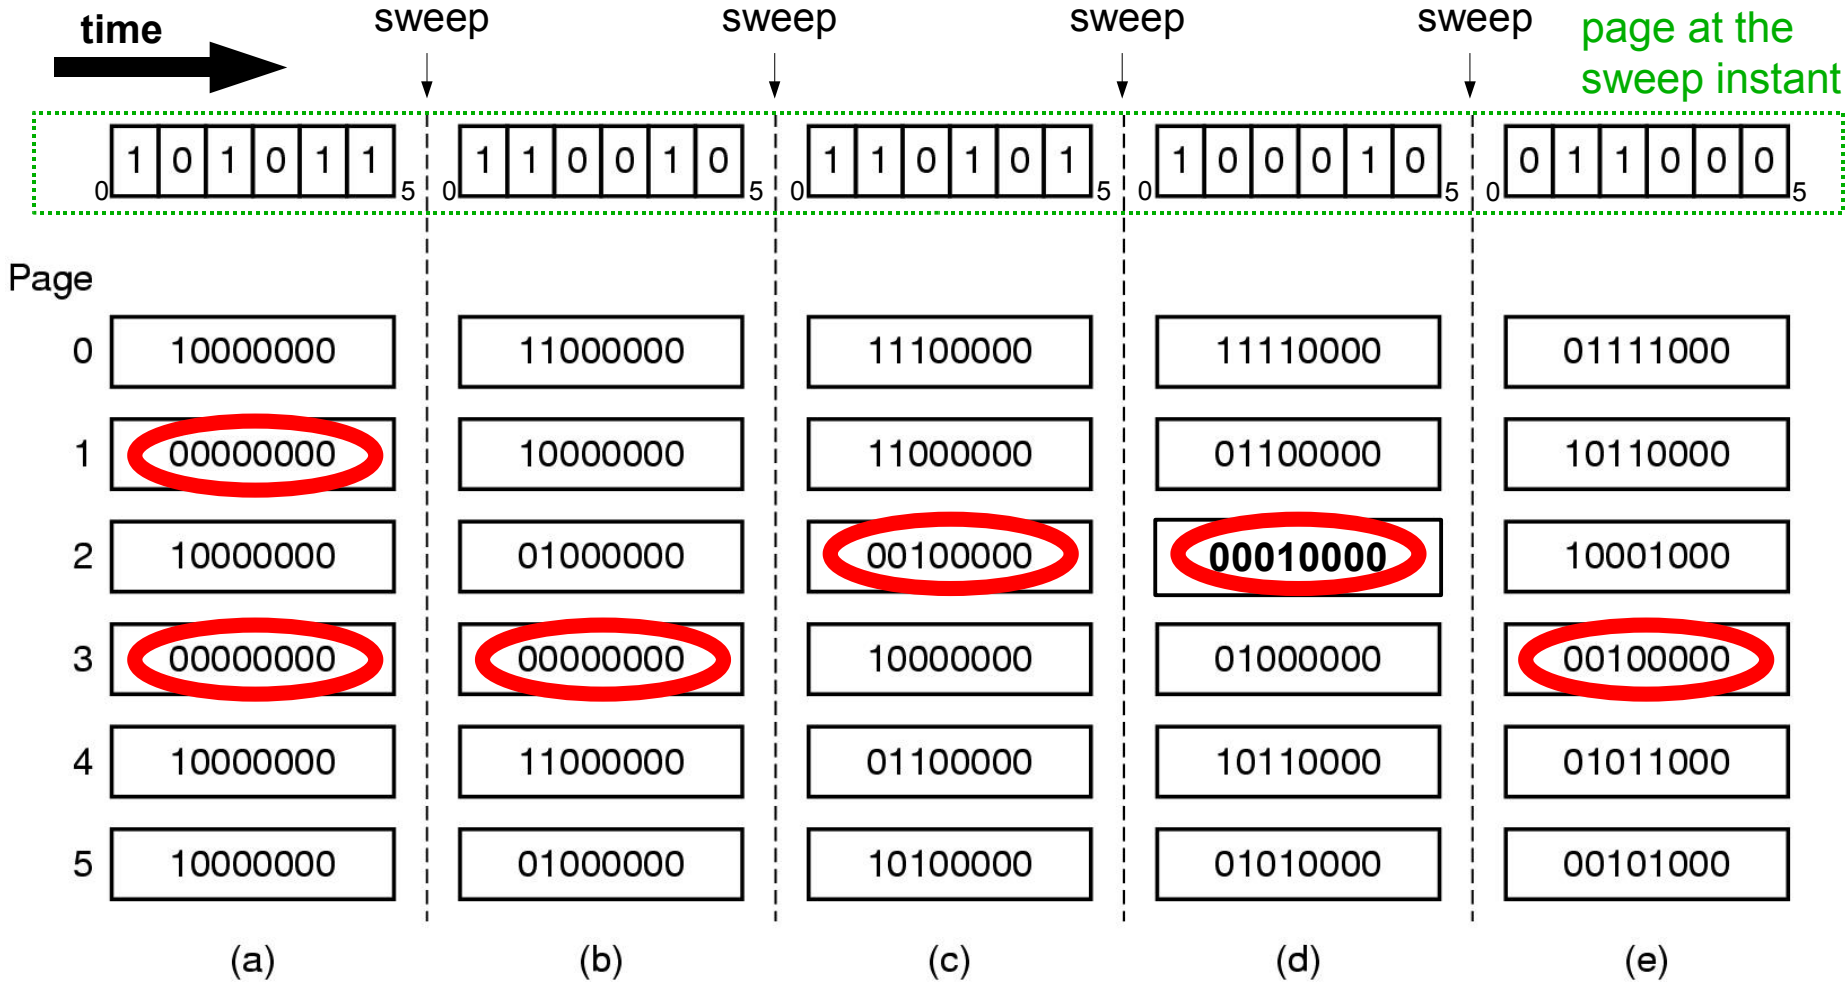 time sweep sweep sweep sweep page at the
sweep instant
1 0 1 0 1 1 1 1 0 0 1 0 1 1 0 1 0 1 1 0 0 0 1 0 0 1 1 0 0 0
0 5 0 5 0 5 0 5 0 5
Page
0 10000000 11000000 11100000 11110000 01111000
1 00000000 10000000 11000000 01100000 10110000
2 10000000 01000000 00100000 00010000 10001000
3 00000000 00000000 10000000 01000000 00100000
4 10000000 11000000 01100000 10110000 01011000
5 10000000 01000000 10100000 01010000 00101000
(a) (b) (c) (d) (e)